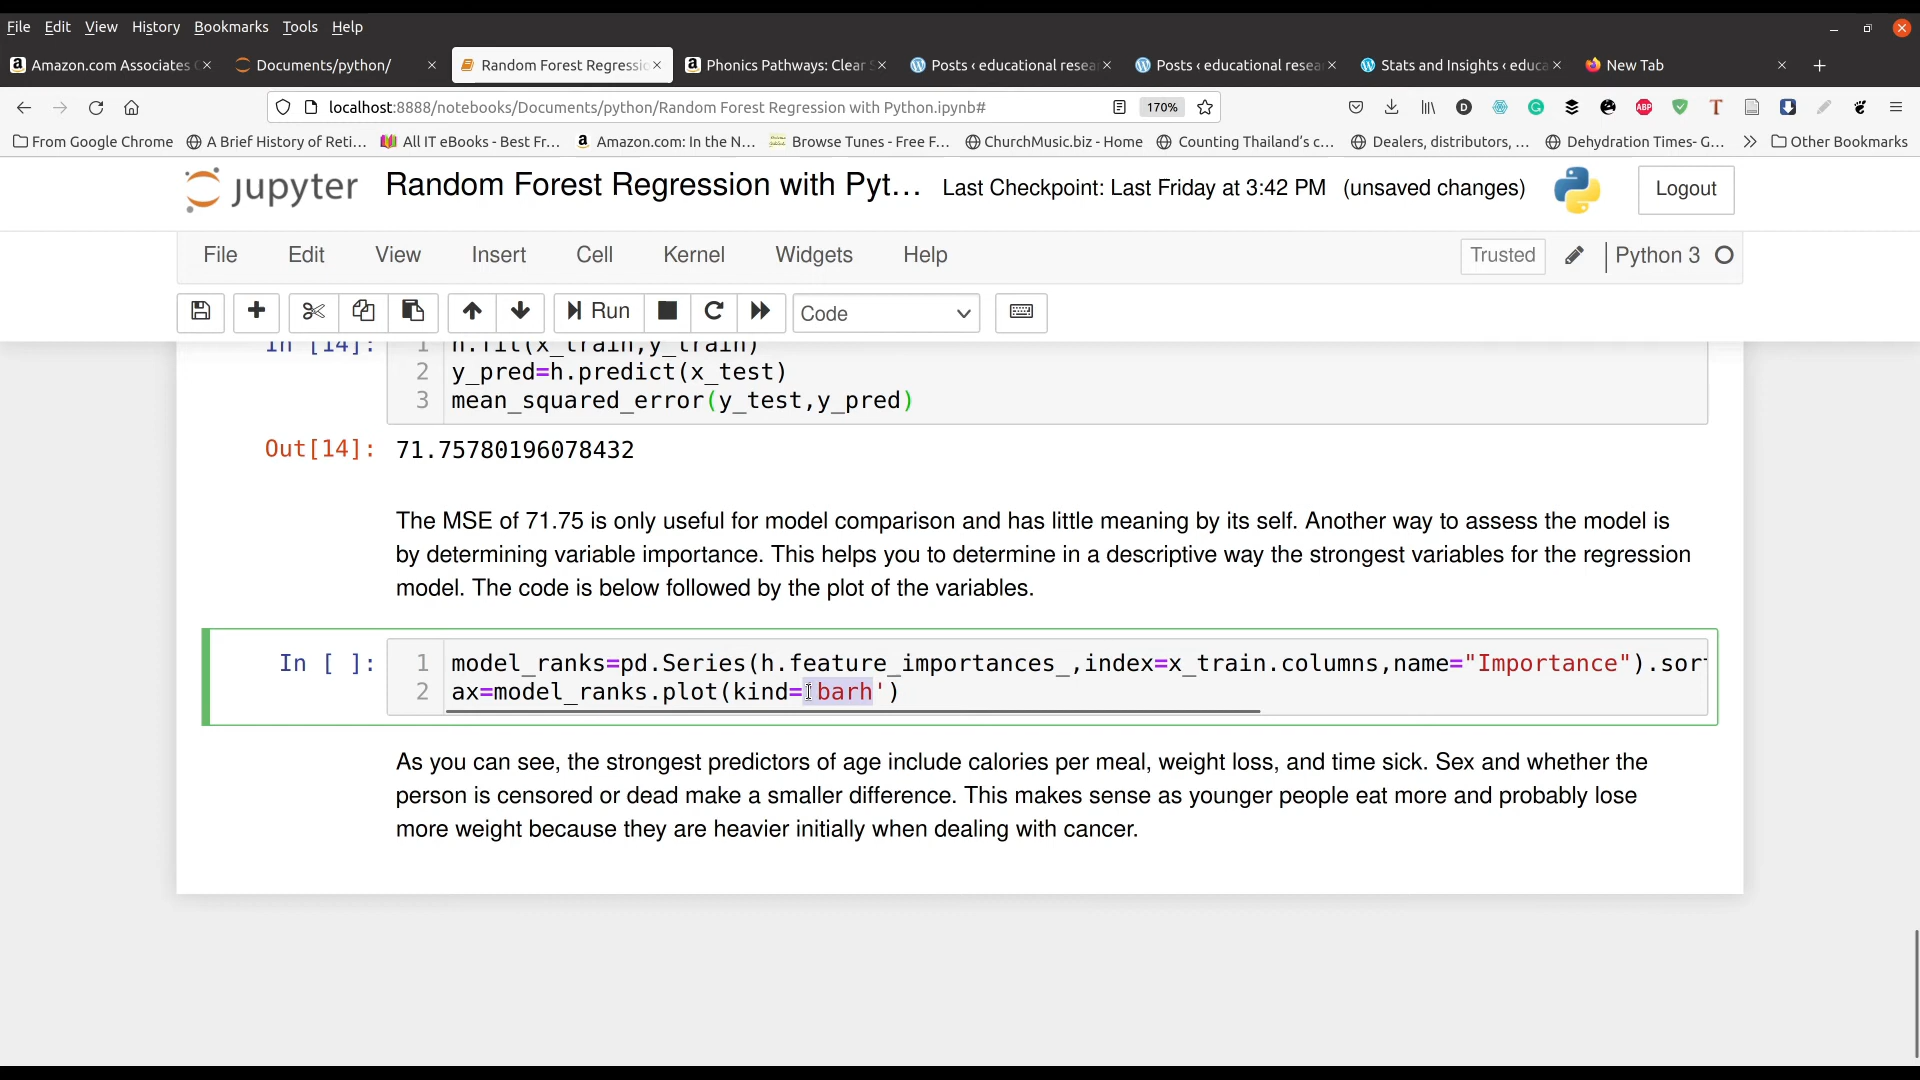 File Edit View History Bookmarks Tools Help
Amazon.com Associates Documents/python/ Random Forest Regressi Phonics Pathways: Clear S Posts ‹ educational resea Posts ‹ educational resea Stats and Insights ‹ educa New Tab
localhost:8888/notebooks/Documents/python/Random Forest Regression with Python.ipynb# 170%
From Google Chrome A Brief History of Reti... All IT eBooks - Best Fr... Amazon.com: In the N... Browse Tunes - Free F... ChurchMusic.biz - Home Counting Thailand's c... Dealers, distributors, ... Dehydration Times- G... Other Bookmarks
jupyter Random Forest Regression with Pyt... Last Checkpoint: Last Friday at 3:42 PM (unsaved changes) Logout
File Edit View Insert Cell Kernel Widgets Help Trusted Python 3
Run Code
In [14]: 1 h.fit(x_train,y_train)
2 y_pred=h.predict(x_test)
3 mean_squared_error(y_test,y_pred)
Out[14]: 71.75780196078432
The MSE of 71.75 is only useful for model comparison and has little meaning by its self. Another way to assess the model is
by determining variable importance. This helps you to determine in a descriptive way the strongest variables for the regression
model. The code is below followed by the plot of the variables.
In [ ]: 1 model_ranks=pd.Series(h.feature_importances_,index=x_train.columns,name="Importance").sor
2 ax=model_ranks.plot(kind='barh')
As you can see, the strongest predictors of age include calories per meal, weight loss, and time sick. Sex and whether the
person is censored or dead make a smaller difference. This makes sense as younger people eat more and probably lose
more weight because they are heavier initially when dealing with cancer.